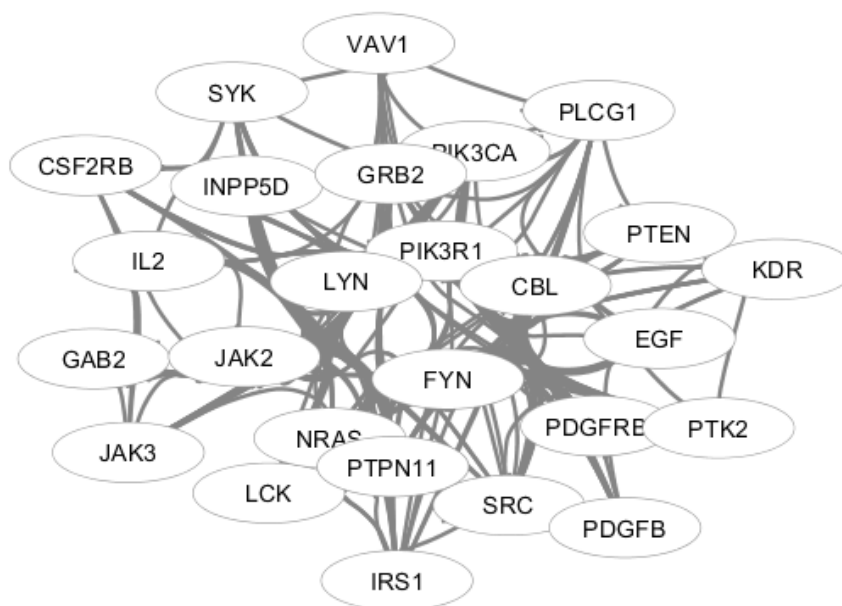 VAV1
SYK
PLCG1
CSF2RB
PIK3CA
INPP5D
GRB2
PTEN
IL2
PIK3R1
KDR
LYN
CBL
GAB2
JAK2
EGF
FYN
JAK3
NRAS
PDGFRB
PTK2
LCK
PTPN11
SRC
PDGFB
IRS1